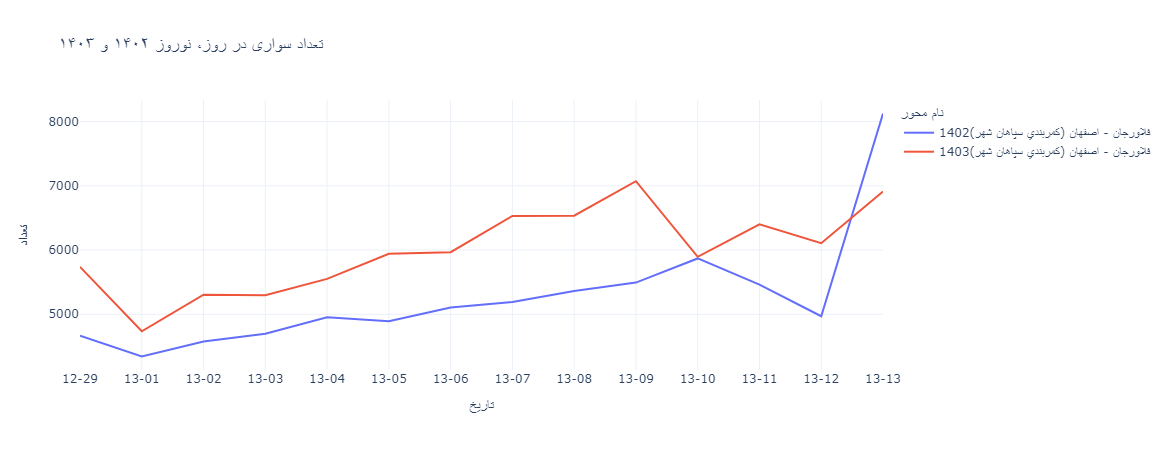 تعداد سواری در روز، نوروز ۱۴۰۲ و ۱۴۰۳
نام محور
فلاورجان - اصفهان (کمربندي سپاهان شهر)1402
فلاورجان - اصفهان (کمربندي سپاهان شهر)1403
8000
7000
6000
5000
تعداد
12-29 13-01 13-02 13-03 13-04 13-05 13-06 13-07 13-08 13-09 13-10 13-11 13-12 13-13
تاریخ